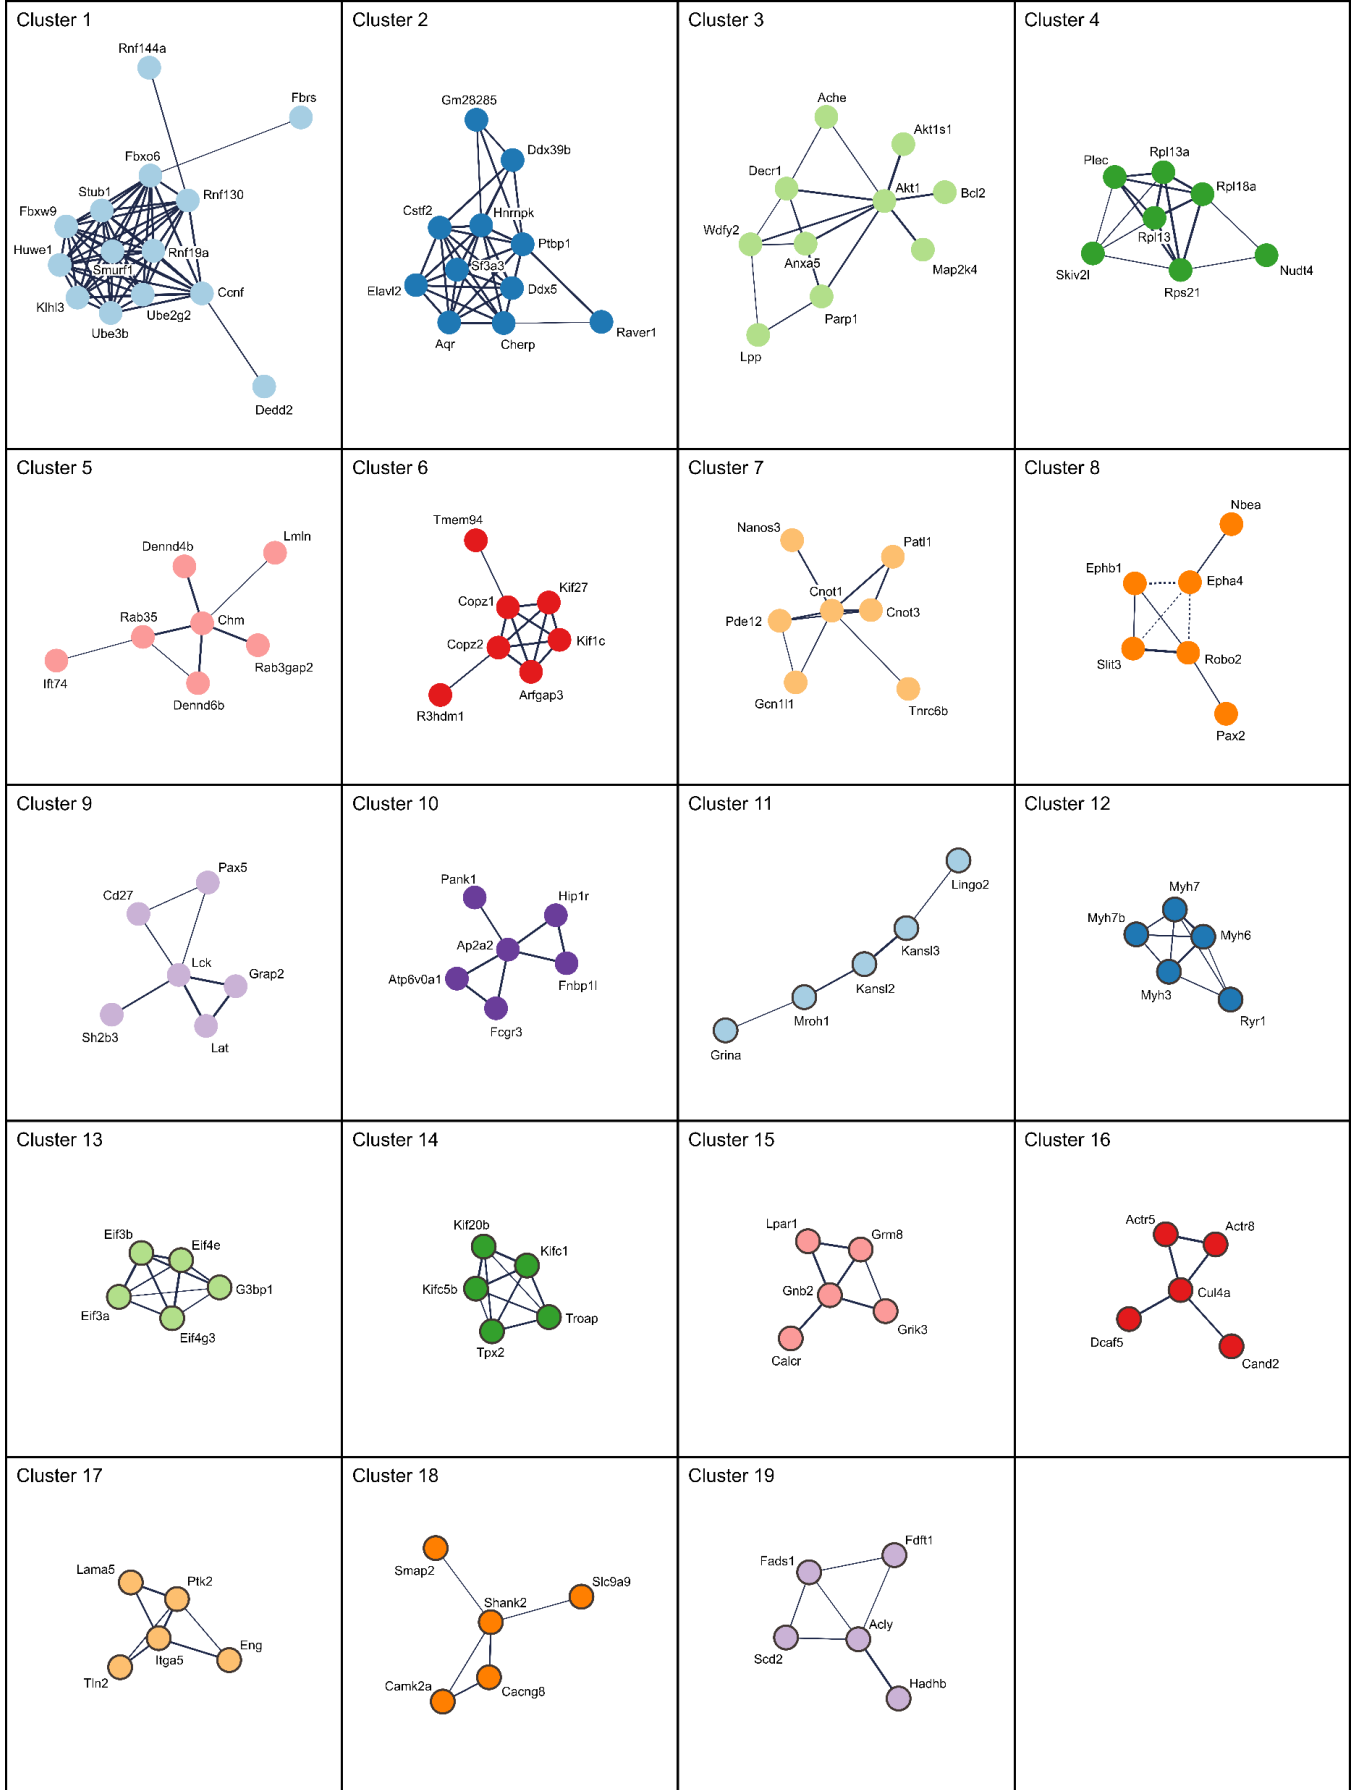 Cluster 1
Rnf144a
Fbrs
Fbxo6
Stub1
Rnf130
Fbxw9
Huwe1
Rnf19a
Smurf1
Klhl3
Ccnf
Ube2g2
Ube3b
Dedd2
Cluster 2
Gm28285
Ddx39b
Cstf2
Hnrnpk
Ptbp1
Sf3a3
Elavl2
Ddx5
Raver1
Aqr
Cherp
Cluster 3
Ache
Akt1s1
Decr1
Akt1
Bcl2
Wdfy2
Anxa5
Map2k4
Parp1
Lpp
Cluster 4
Plec
Rpl13a
Rpl18a
Rpl13
Skiv2l
Nudt4
Rps21
Cluster 5
Dennd4b
Lmln
Rab35
Chm
Rab3gap2
Ift74
Dennd6b
Cluster 6
Tmem94
Kif27
Copz1
Copz2
Kif1c
Arfgap3
R3hdm1
Cluster 7
Nanos3
Patl1
Cnot1
Pde12
Cnot3
Gcn1l1
Tnrc6b
Cluster 8
Nbea
Ephb1
Epha4
Slit3
Robo2
Pax2
Cluster 9
Pax5
Cd27
Lck
Grap2
Sh2b3
Lat
Cluster 10
Pank1
Hip1r
Ap2a2
Atp6v0a1
Fnbp1l
Fcgr3
Cluster 11
Lingo2
Kansl3
Kansl2
Mroh1
Grina
Cluster 12
Myh7
Myh7b
Myh6
Myh3
Ryr1
Cluster 13
Eif3b
Eif4e
G3bp1
Eif3a
Eif4g3
Cluster 14
Kif20b
Kifc1
Kifc5b
Troap
Tpx2
Cluster 15
Lpar1
Grm8
Gnb2
Grik3
Calcr
Cluster 16
Actr5
Actr8
Cul4a
Dcaf5
Cand2
Cluster 17
Lama5
Ptk2
Eng
Itga5
Tln2
Cluster 18
Smap2
Slc9a9
Shank2
Camk2a
Cacng8
Cluster 19
Fdft1
Fads1
Acly
Scd2
Hadhb